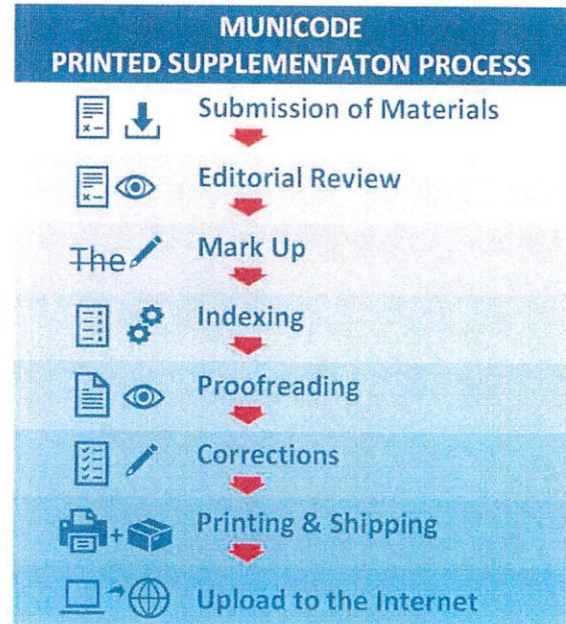 MUNICODE
PRINTED SUPPLEMENTATON PROCESS
Submission of Materials
Editorial Review
The Mark Up
Indexing
Proofreading
Corrections
Printing & Shipping
Upload to the Internet